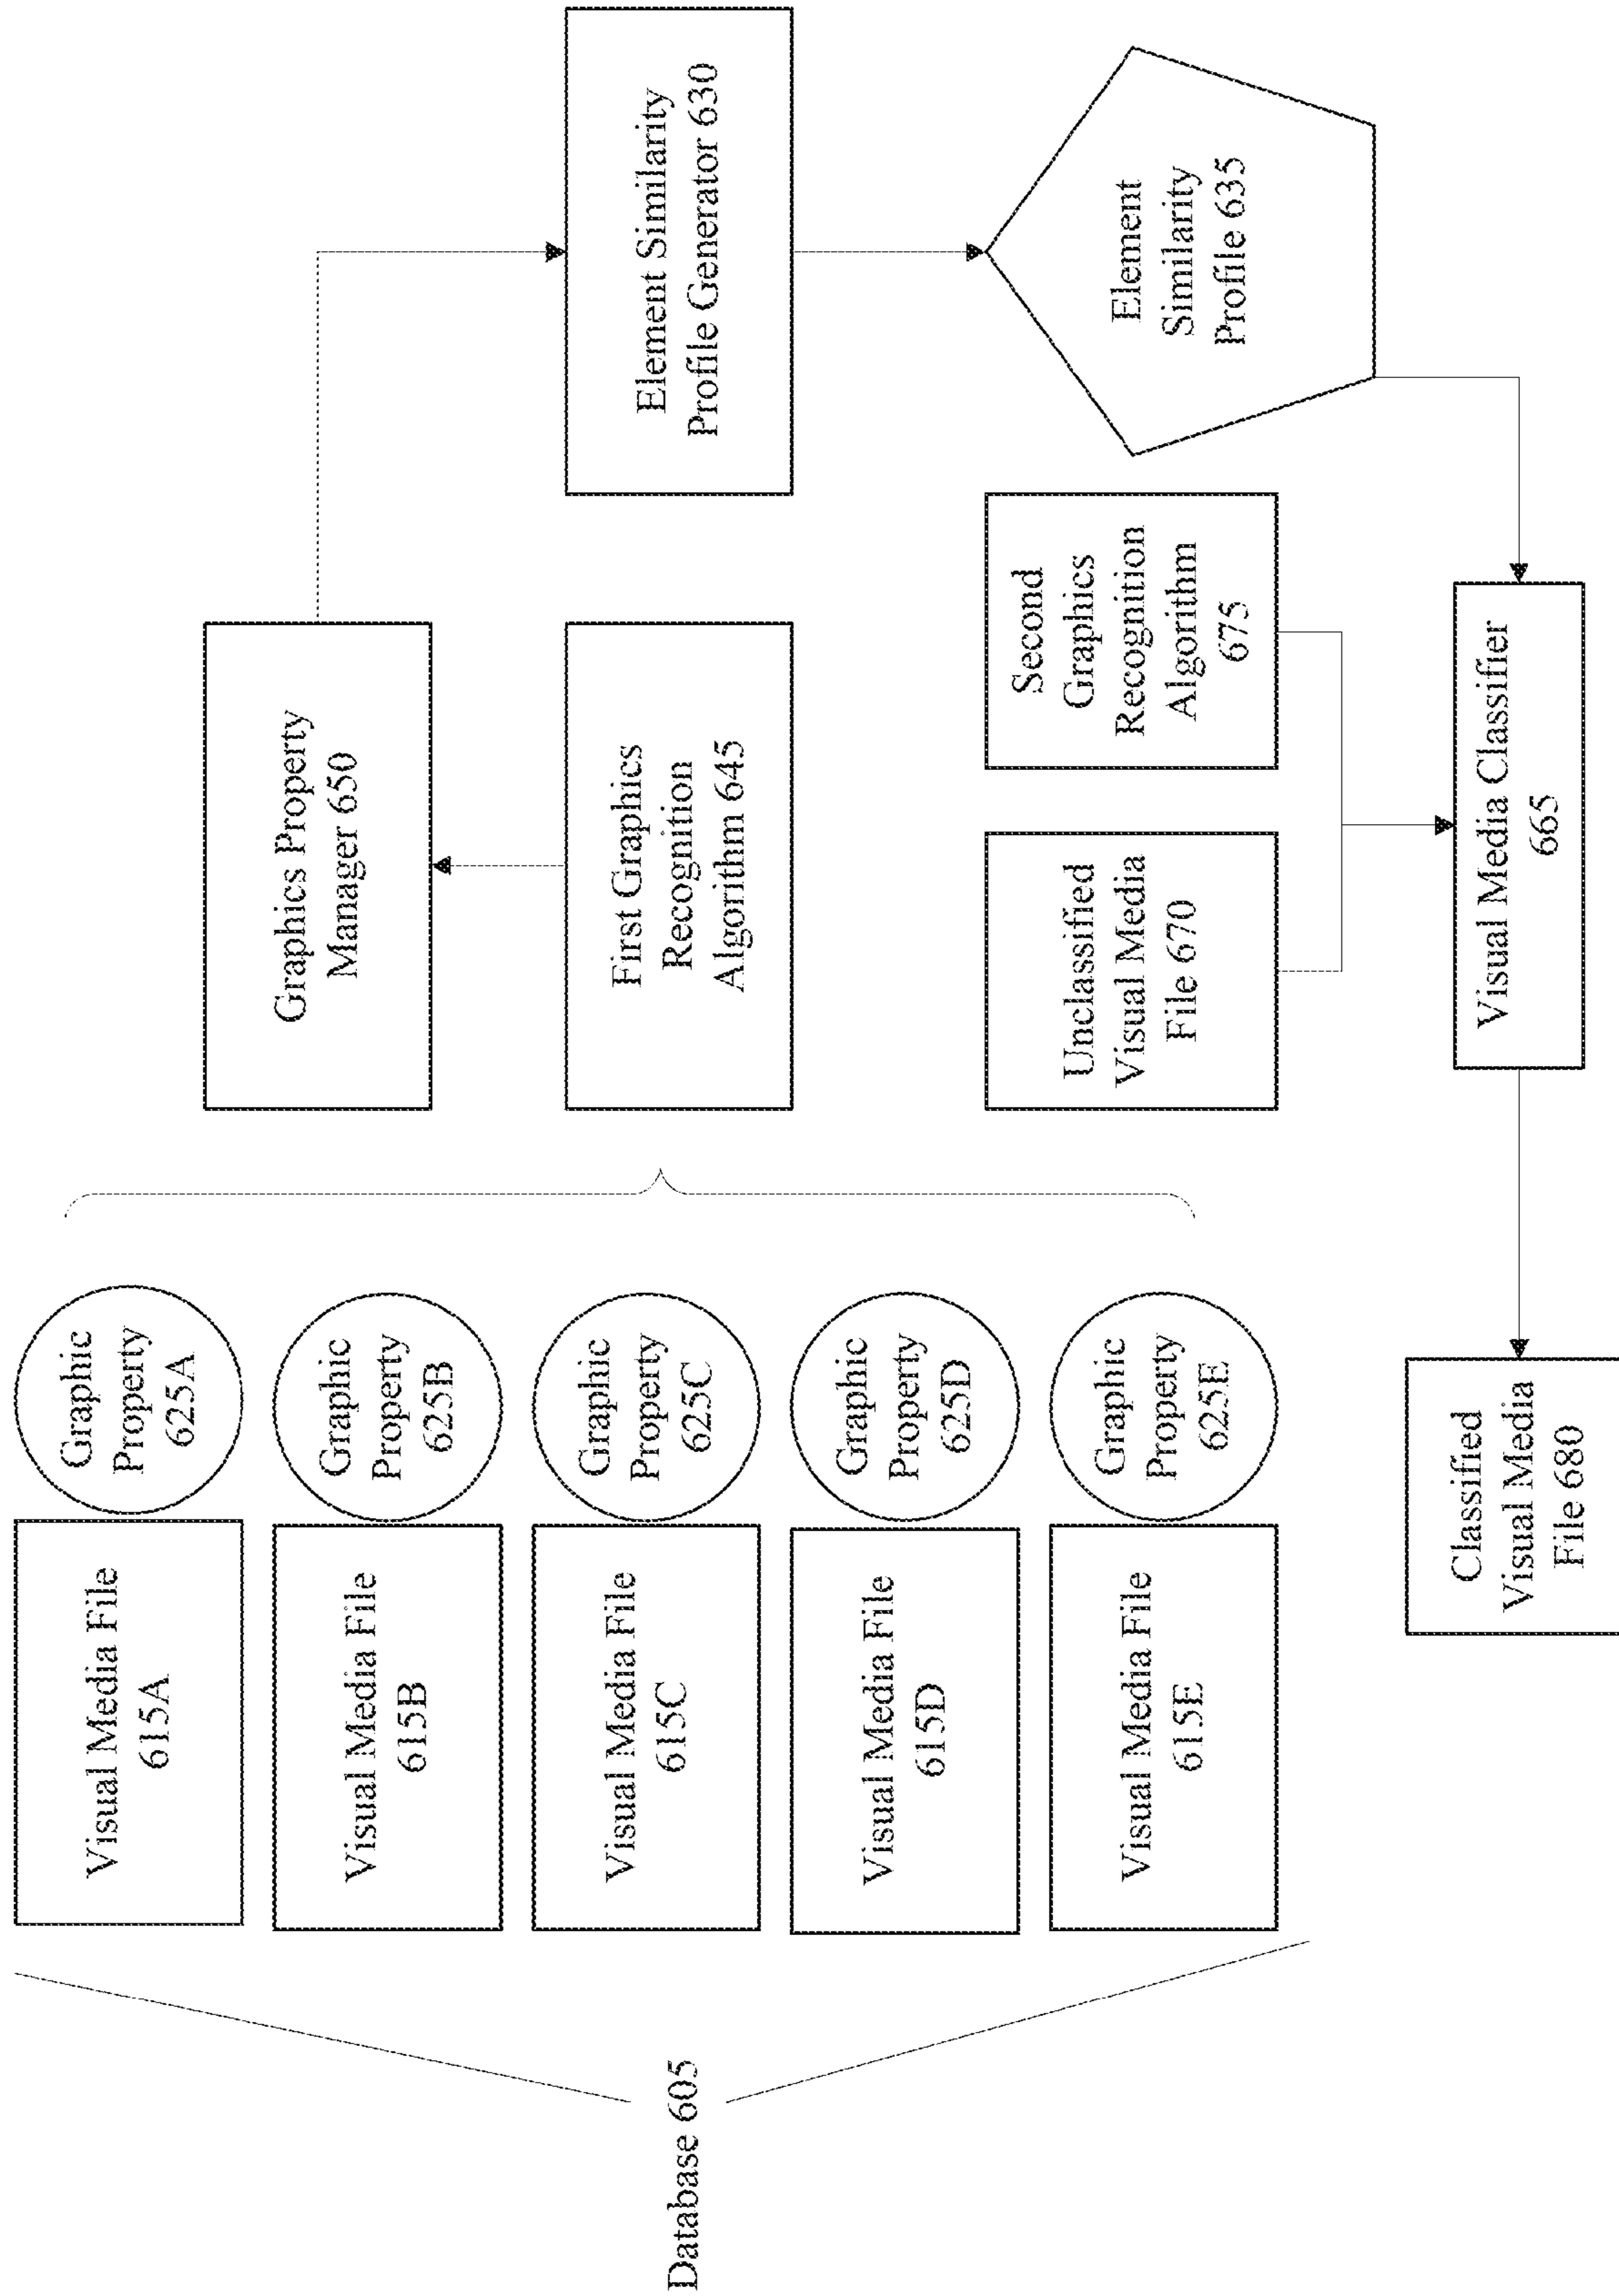 Database 605
Visual Media File
615A
Graphic
Property
625A
Visual Media File
615B
Graphic
Property
625B
Visual Media File
615C
Graphic
Property
625C
Visual Media File
615D
Graphic
Property
625D
Visual Media File
615E
Graphic
Property
625E
Graphics Property
Manager 650
First Graphics
Recognition
Algorithm 645
Element Similarity
Profile Generator 630
Element
Similarity
Profile 635
Unclassified
Visual Media
File 670
Second
Graphics
Recognition
Algorithm
675
Visual Media Classifier
665
Classified
Visual Media
File 680